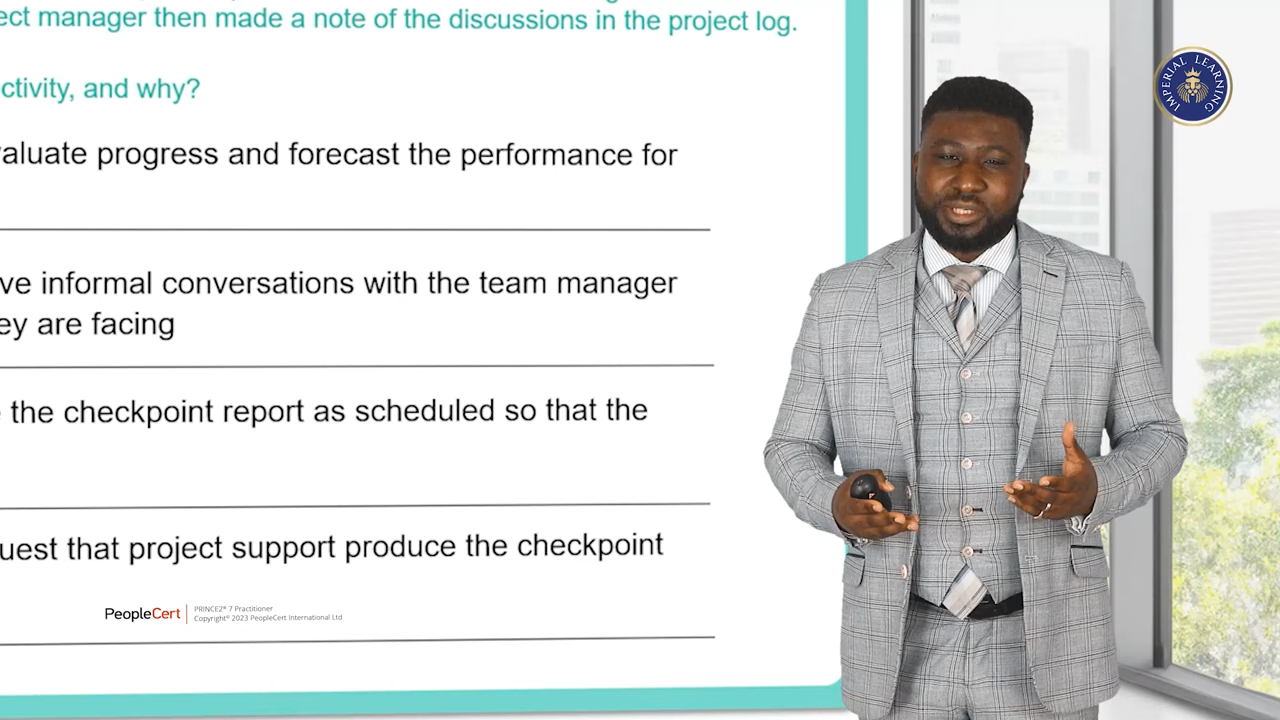 ect manager then made a note of the discussions in the project log.
ctivity, and why?
valuate progress and forecast the performance for
ve informal conversations with the team manager
ey are facing
the checkpoint report as scheduled so that the
uest that project support produce the checkpoint
PeopleCert
PRINCE2® 7 Practitioner
Copyright© 2023 PeopleCert International Ltd
IMPERIAL LEARNING